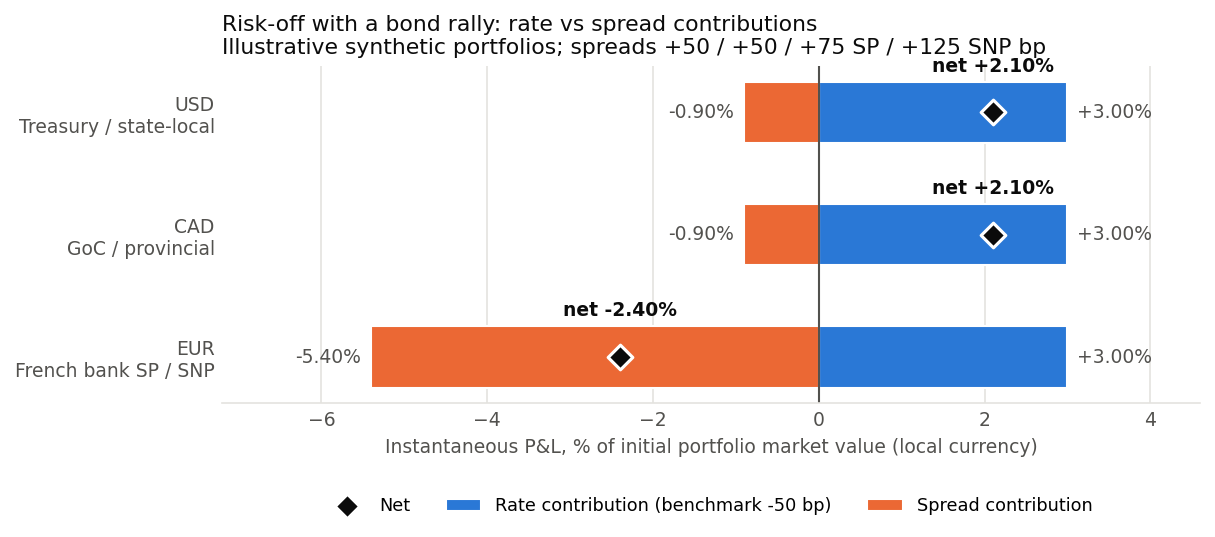 Risk-off with a bond rally: rate vs spread contributions
Illustrative synthetic portfolios; spreads +50 / +50 / +75 SP / +125 SNP bp
net +2.10%
USD
Treasury / state-local
-0.90%
+3.00%
net +2.10%
CAD
GoC / provincial
-0.90%
+3.00%
net -2.40%
EUR
French bank SP / SNP
-5.40%
+3.00%
−6 −4 −2 0 2 4
Instantaneous P&L, % of initial portfolio market value (local currency)
Net Rate contribution (benchmark -50 bp) Spread contribution